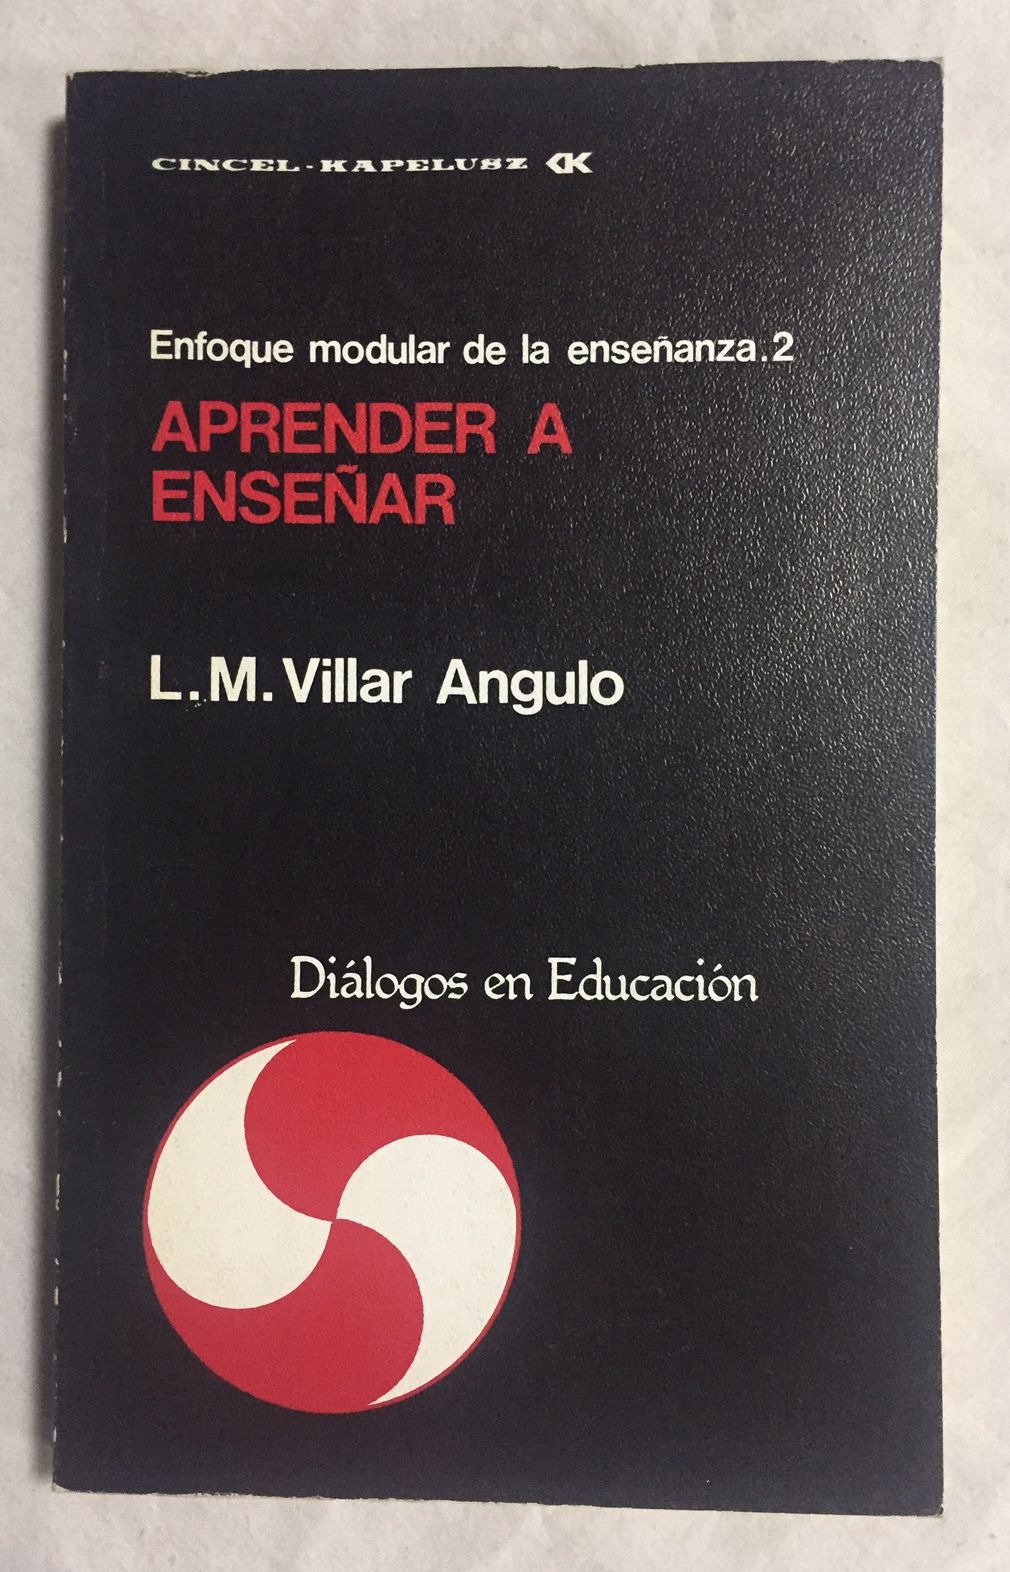 CINCEL-KAPELUSZ CK
Enfoque modular de la enseñanza.2
APRENDER A
ENSEÑAR
L.M. Villar Angulo
Diálogos en Educación